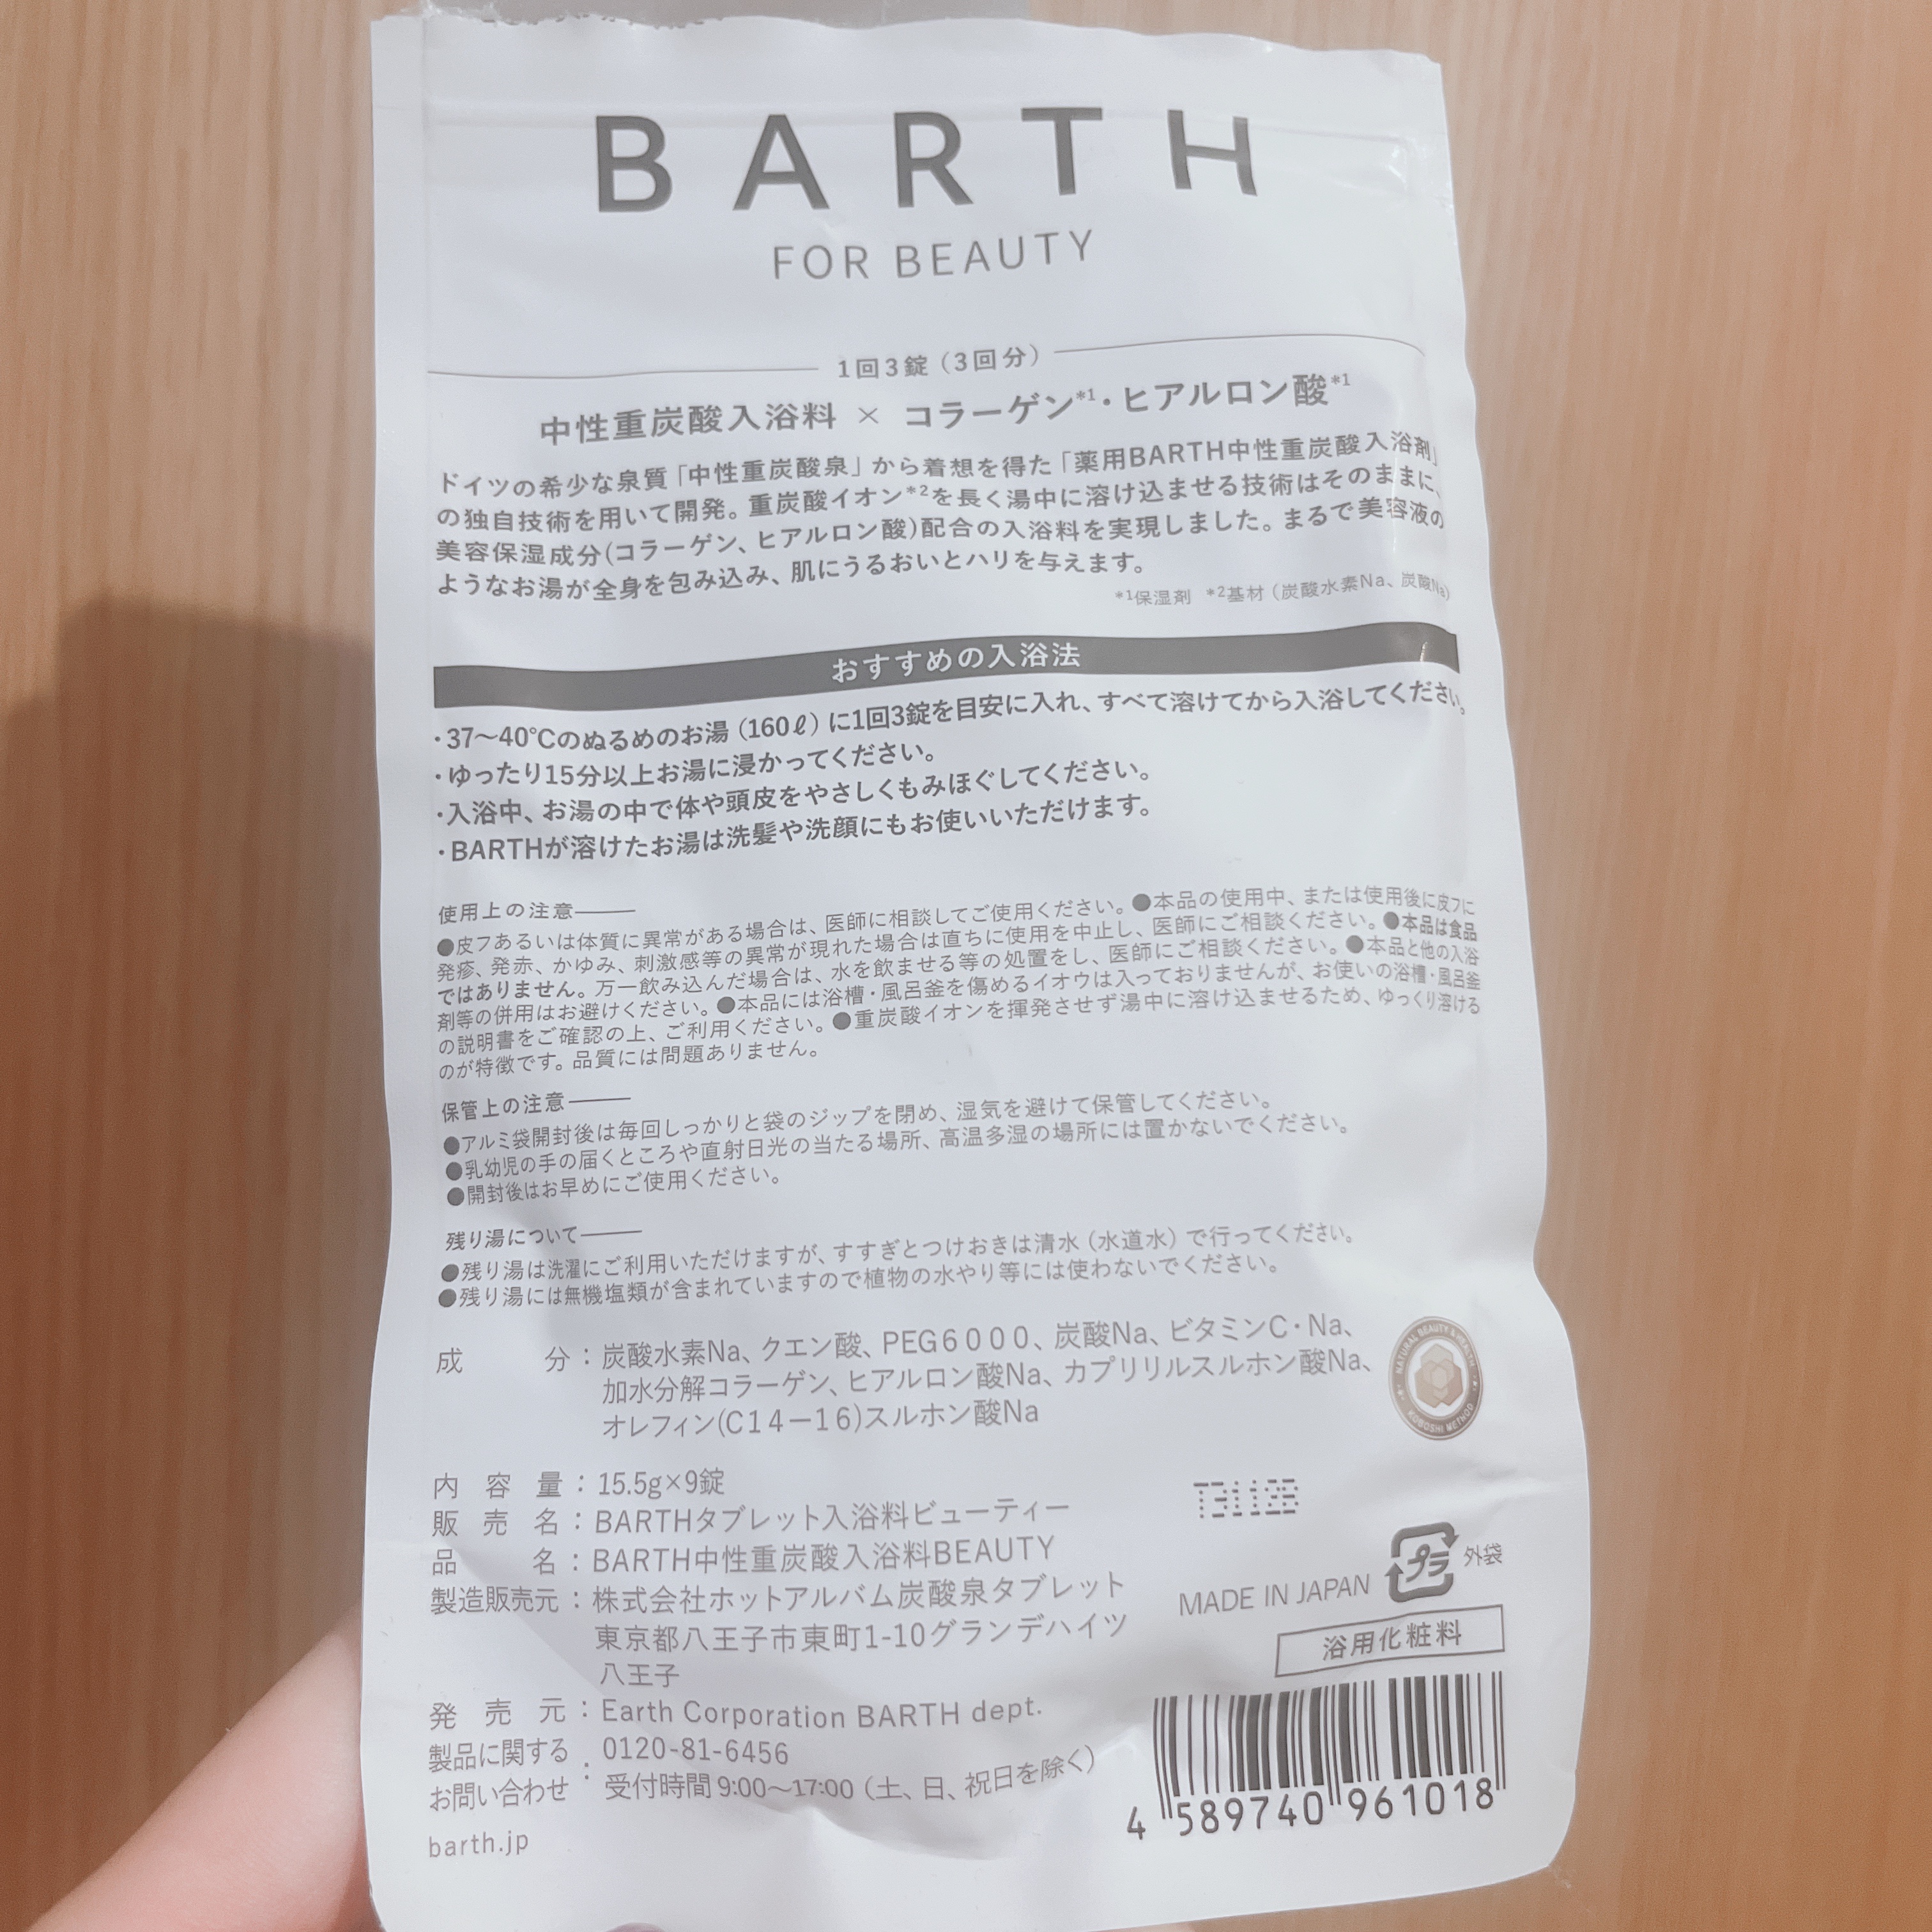 BARTH
FOR BEAUTY
1回3錠（3回分）
中性重炭酸入浴料 × コラーゲン*1・ヒアルロン酸*1
ドイツの希少な泉質「中性重炭酸泉」から着想を得た「薬用BARTH中性重炭酸入浴剤」
の独自技術を用いて開発。重炭酸イオン*2を長く湯中に溶け込ませる技術はそのままに、
美容保湿成分(コラーゲン、ヒアルロン酸)配合の入浴料を実現しました。まるで美容液の
ようなお湯が全身を包み込み、肌にうるおいとハリを与えます。
*1保湿剤 *2基材（炭酸水素Na、炭酸Na）
おすすめの入浴法
・37〜40℃のぬるめのお湯（160ℓ）に1回3錠を目安に入れ、すべて溶けてから入浴してください。
・ゆったり15分以上お湯に浸かってください。
・入浴中、お湯の中で体や頭皮をやさしくもみほぐしてください。
・BARTHが溶けたお湯は洗髪や洗顔にもお使いいただけます。
使用上の注意
●皮フあるいは体質に異常がある場合は、医師に相談してご使用ください。●本品の使用中、または使用後に皮フに
発疹、発赤、かゆみ、刺激感等の異常が現れた場合は直ちに使用を中止し、医師にご相談ください。●本品は食品
ではありません。万一飲み込んだ場合は、水を飲ませる等の処置をし、医師にご相談ください。●本品と他の入浴
剤等の併用はお避けください。●本品には浴槽・風呂釜を傷めるイオウは入っておりませんが、お使いの浴槽・風呂釜
の説明書をご確認の上、ご利用ください。●重炭酸イオンを揮発させず湯中に溶け込ませるため、ゆっくり溶ける
のが特徴です。品質には問題ありません。
保管上の注意
●アルミ袋開封後は毎回しっかりと袋のジップを閉め、湿気を避けて保管してください。
●乳幼児の手の届くところや直射日光の当たる場所、高温多湿の場所には置かないでください。
●開封後はお早めにご使用ください。
残り湯について
●残り湯は洗濯にご利用いただけますが、すすぎとつけおきは清水（水道水）で行ってください。
●残り湯には無機塩類が含まれていますので植物の水やり等には使わないでください。
成分：炭酸水素Na、クエン酸、PEG6000、炭酸Na、ビタミンC・Na、
加水分解コラーゲン、ヒアルロン酸Na、カプリリルスルホン酸Na、
オレフィン(C14−16)スルホン酸Na
NATURAL BEAUTY & HEALTH
KUBOSHI METHOD
内容量：15.5g×9錠
販売名：BARTHタブレット入浴料ビューティー
品名：BARTH中性重炭酸入浴料BEAUTY
製造販売元：株式会社ホットアルバム炭酸泉タブレット
東京都八王子市東町1-10グランデハイツ
八王子
発売元：Earth Corporation BARTH dept.
製品に関する
お問い合わせ：0120-81-6456
受付時間 9:00〜17:00（土、日、祝日を除く）
barth.jp
プラ 外袋
MADE IN JAPAN
浴用化粧料
4 589740 961018